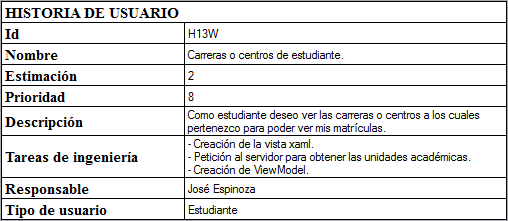 HISTORIA DE USUARIO
Id H13W
Nombre Carreras o centros de estudiante.
Estimación 2
Prioridad 8
Descripción Como estudiante deseo ver las carreras o centros a los cuales
pertenezco para poder ver mis matrículas.
Tareas de ingeniería - Creación de la vista xaml.
- Petición al servidor para obtener las unidades académicas.
- Creación de ViewModel.
Responsable José Espinoza
Tipo de usuario Estudiante